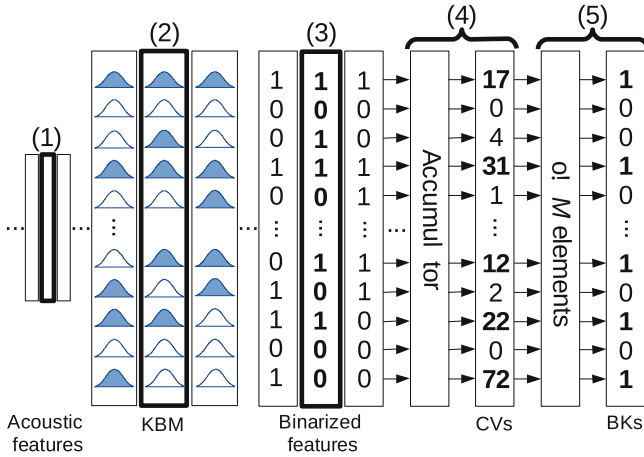 (1)
(2)
(3)
(4)
(5)
1 1 1 17 1
0 0 0 0 0
0 1 0 4 0
1 1 1 31 1
0 0 0 1 0
... ... ... ... ... ... ... ... ...
0 1 0 12 1
1 0 1 2 0
1 1 0 22 1
0 0 0 0 0
1 0 0 72 1
Accumul tor
o! M elements
Acoustic
features
KBM
Binarized
features
CVs
BKs